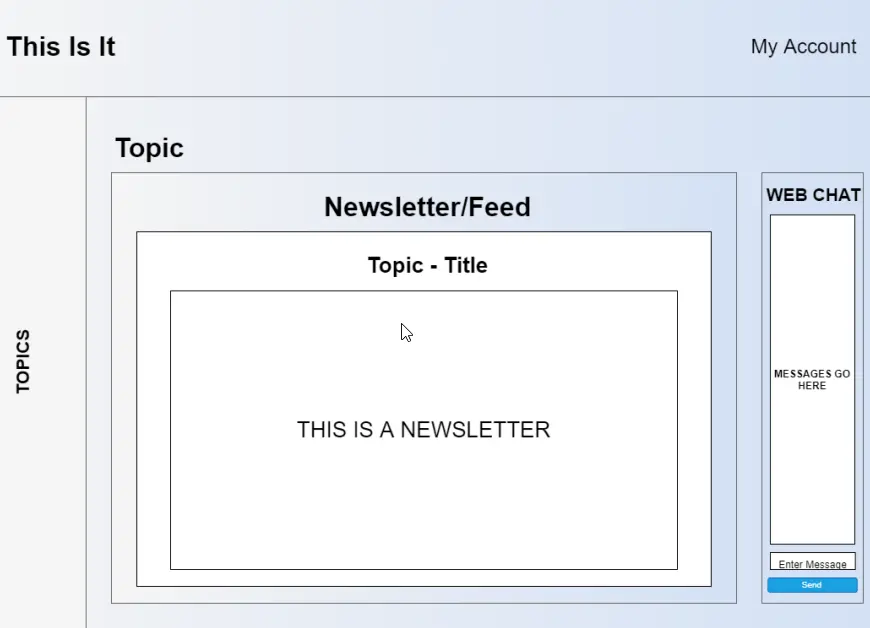 This Is It
My Account
TOPICS
Topic
Newsletter/Feed
Topic - Title
THIS IS A NEWSLETTER
WEB CHAT
MESSAGES GO
HERE
Enter Message
Send